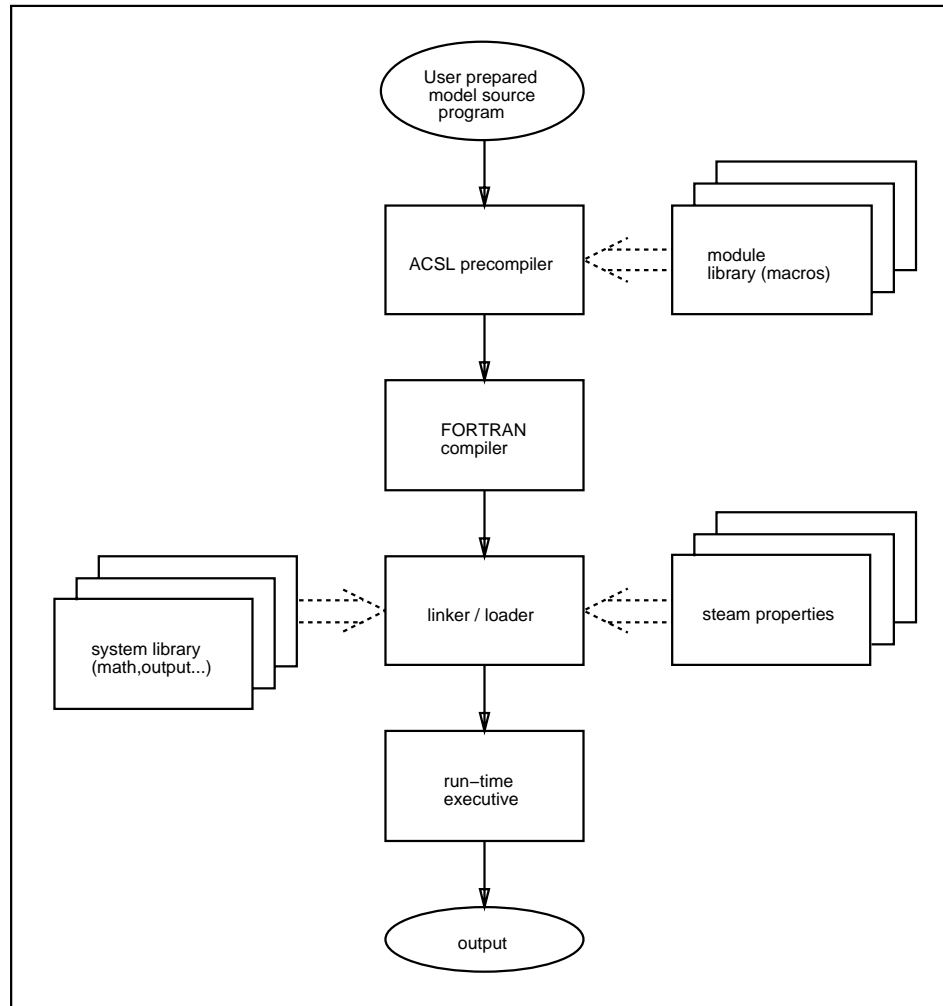 User prepared
model source
program
ACSL precompiler
module
library (macros)
FORTRAN
compiler
linker / loader
steam properties
system library
(math,output...)
run−time
executive
output